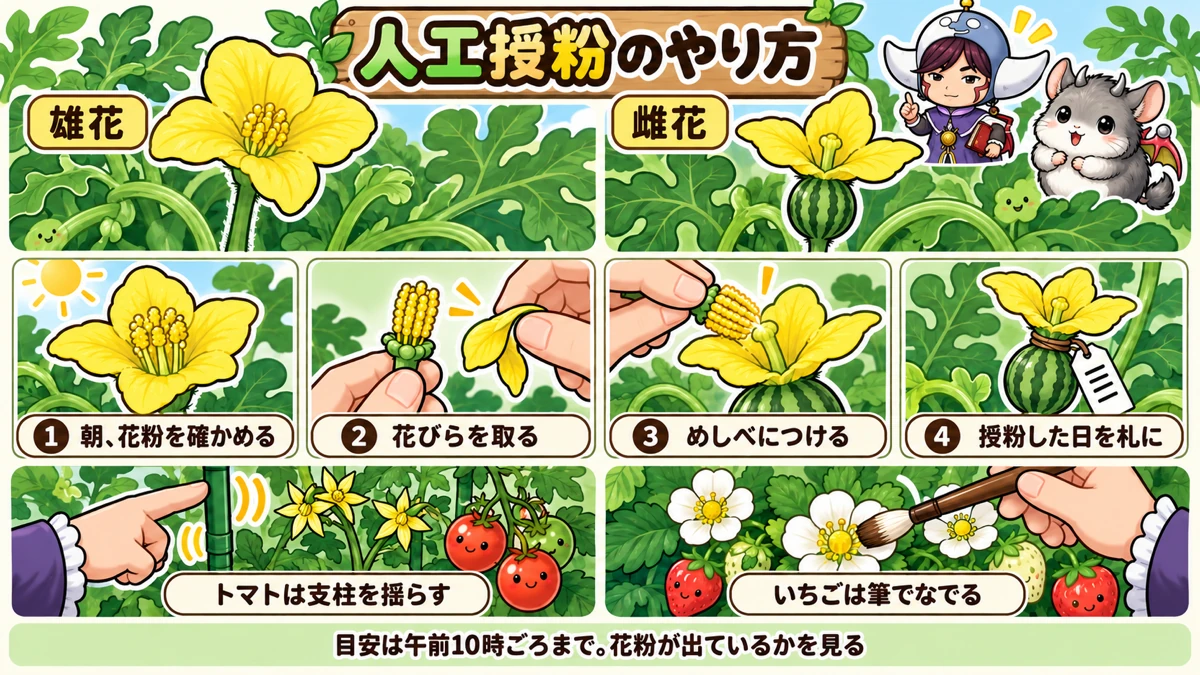 人工授粉のやり方
雄花
雌花
1 朝、花粉を確かめる
2 花びらを取る
3 めしべにつける
4 授粉した日を札に
トマトは支柱を揺らす
いちごは筆でなでる
目安は午前10時ごろまで。花粉が出ているかを見る